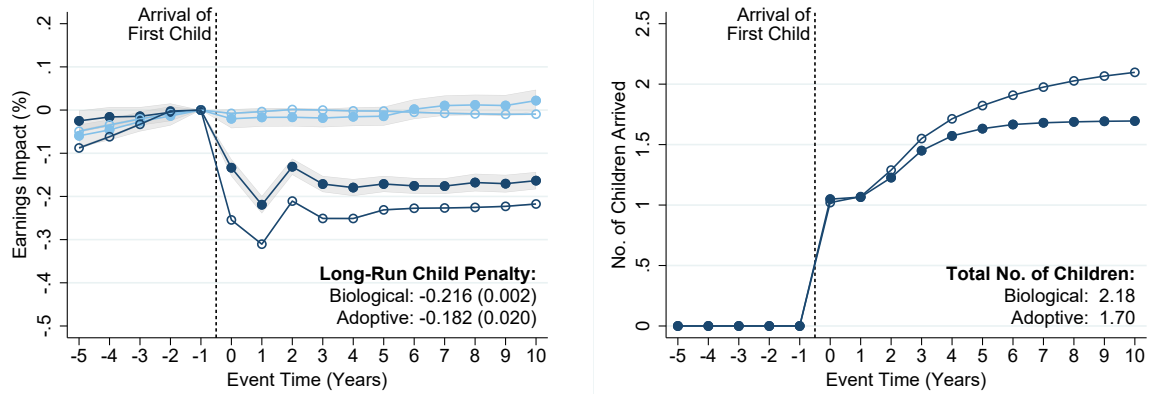 Arrival of
First Child
Earnings Impact (%)
.2
.1
0
-.1
-.2
-.3
-.4
-.5
Long-Run Child Penalty:
Biological: -0.216 (0.002)
Adoptive: -0.182 (0.020)
-5 -4 -3 -2 -1 0 1 2 3 4 5 6 7 8 9 10
Event Time (Years)
Arrival of
First Child
No. of Children Arrived
2.5
2
1.5
1
.5
0
Total No. of Children:
Biological: 2.18
Adoptive: 1.70
-5 -4 -3 -2 -1 0 1 2 3 4 5 6 7 8 9 10
Event Time (Years)